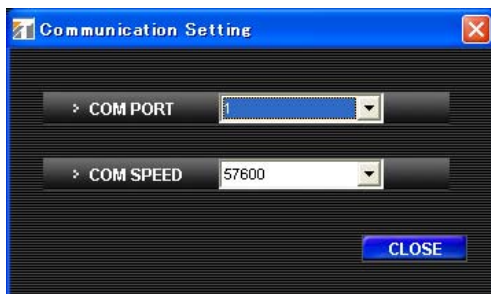 Communication Setting
COM PORT
1
COM SPEED
57600
CLOSE